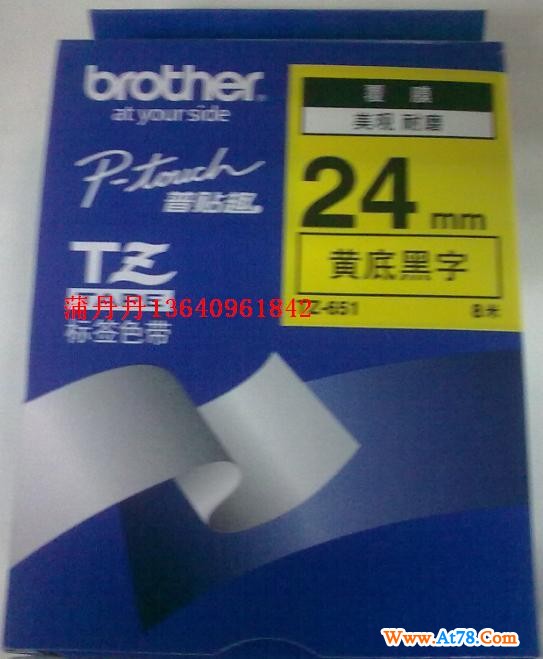 brother
at your side
P-touch
普贴趣
TZ
蒲丹丹13640961842
标签色带
覆 膜
美观 耐磨
24 mm
黄底黑字
TZ-651
8米
Www.At78.Com